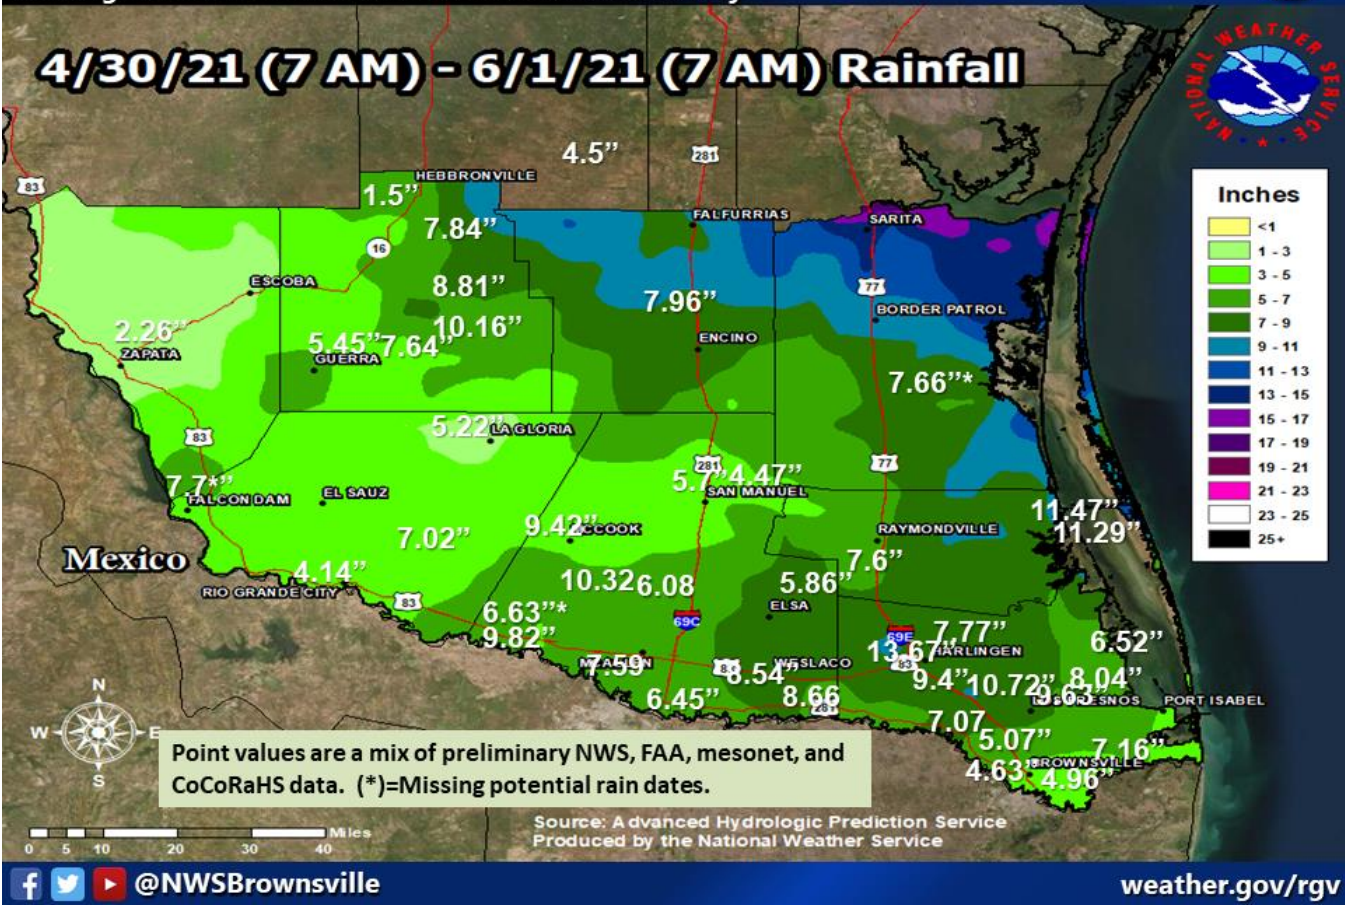 4/30/21 (7 AM) - 6/1/21 (7 AM) Rainfall
NATIONAL WEATHER SERVICE
4.5”
281
83
HEBBRONVILLE
1.5”
FALFURRIAS
SARITA
7.84”
16
ESCOBA
8.81”
77
7.96”
BORDER PATROL
2.26”
10.16”
5.45”
7.64”
ENCINO
ZAPATA
GUERRA
7.66”*
5.22”
LA GLORIA
83
281
77
5.7”
4.47”
7.7*”
FALCON DAM
EL SAUZ
SAN MANUEL
11.47”
9.42”
RAYMONDVILLE
11.29”
7.02”
Mexico
7.6”
4.14”
10.32
6.08
5.86”
RIO GRANDE CITY
83
ELSA
6.63”*
69C
9.82”
69E
7.77”
6.52”
13.67”
HARLINGEN
83
7.59
WESLACO
8.54”
9.4”
10.72”
8.04”
9.63”
6.45”
8.66
281
PORT ISABEL
7.07
5.07”
7.16”
BROWNSVILLE
4.63”
4.96”
Inches
<1
1 - 3
3 - 5
5 - 7
7 - 9
9 - 11
11 - 13
13 - 15
15 - 17
17 - 19
19 - 21
21 - 23
23 - 25
25+
N
W
E
S
Point values are a mix of preliminary NWS, FAA, mesonet, and
CoCoRaHS data. (*)=Missing potential rain dates.
Miles
0 5 10 20 30 40
Source: Advanced Hydrologic Prediction Service
Produced by the National Weather Service
@NWSBrownsville
weather.gov/rgv